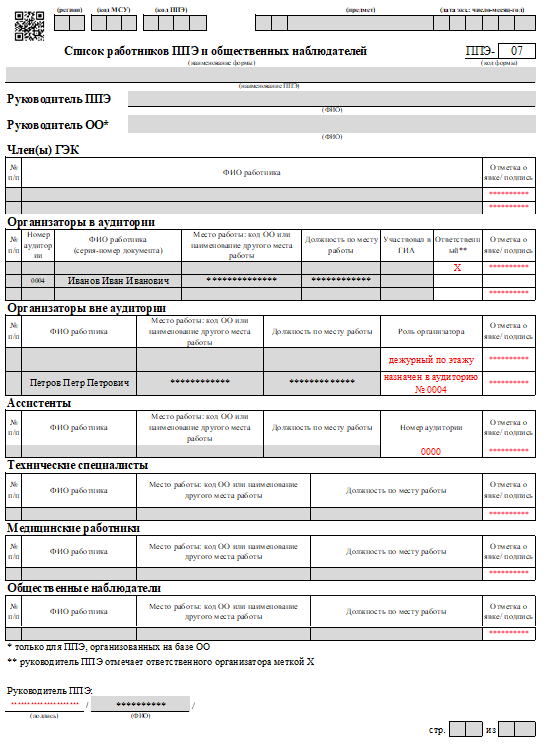 (регион) (код МСУ) (код ППЭ) (предмет) (дата экз.: число-месяц-год)
Список работников ППЭ и общественных наблюдателей ППЭ- 07
(наименование формы) (код формы)
(наименование ППЭ)
Руководитель ППЭ
(ФИО)
Руководитель ОО*
(ФИО)
Член(ы) ГЭК
№ п/п ФИО работника Отметка о явке/ подпись
**********
**********
Организаторы в аудитории
№ п/п Номер аудитории ФИО работника (серия-номер документа) Место работы: код ОО или наименование другого места работы Должность по месту работы Участвовал в ГИА Ответственный** Отметка о явке/ подпись
X **********
0004 Иванов Иван Иванович ************** ************
**********
Организаторы вне аудитории
№ п/п ФИО работника Место работы: код ОО или наименование другого места работы Должность по месту работы Роль организатора Отметка о явке/ подпись
дежурный по этажу **********
Петров Петр Петрович ************ ************* назначен в аудиторию № 0004 **********
Ассистенты
№ п/п ФИО работника Место работы: код ОО или наименование другого места работы Должность по месту работы Номер аудитории Отметка о явке/ подпись
0000 **********
Технические специалисты
№ п/п ФИО работника Место работы: код ОО или наименование другого места работы Должность по месту работы Отметка о явке/ подпись
**********
Медицинские работники
№ п/п ФИО работника Место работы: код ОО или наименование другого места работы Должность по месту работы Отметка о явке/ подпись
**********
Общественные наблюдатели
№ п/п ФИО работника Место работы: код ОО или наименование другого места работы Должность по месту работы Отметка о явке/ подпись
**********
* только для ППЭ, организованных на базе ОО
** руководитель ППЭ отмечает ответственного организатора меткой X
Руководитель ППЭ:
********************* / ********** /
(подпись) (ФИО)
стр. из